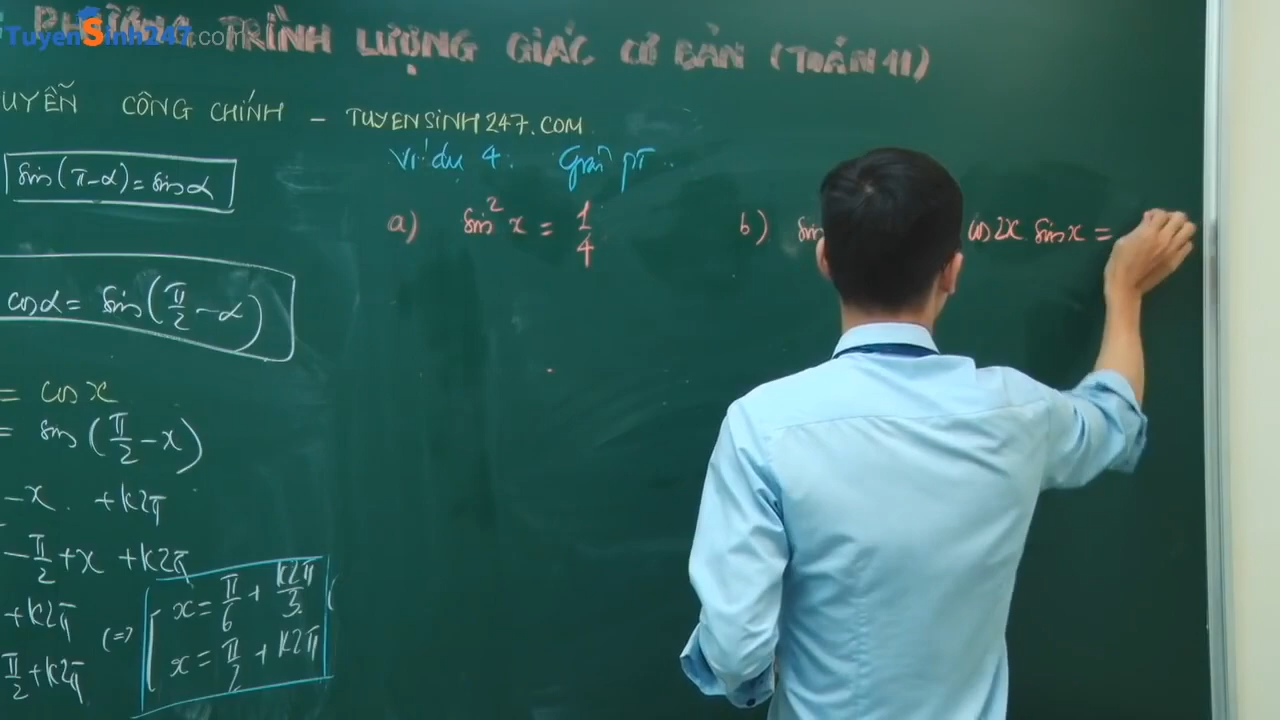 PHƯƠNG TRÌNH LƯỢNG GIÁC CƠ BẢN (TOÁN 11)
TuyenSinh247.com
UYỄN CÔNG CHÍNH – TUYENSINH247.COM
Ví dụ 4. Giải pt.
sin(π-α)=sinα
a) sin²x = 1/4
b) sin cos2x.sinx =
cosα = sin(π/2 - α)
= cosx
= sin(π/2 - x)
-x. +k2π
-π/2 + x + k2π
+k2π
(=> x = π/6 + k2π/3
π/2 + k2π
x = π/2 + k2π